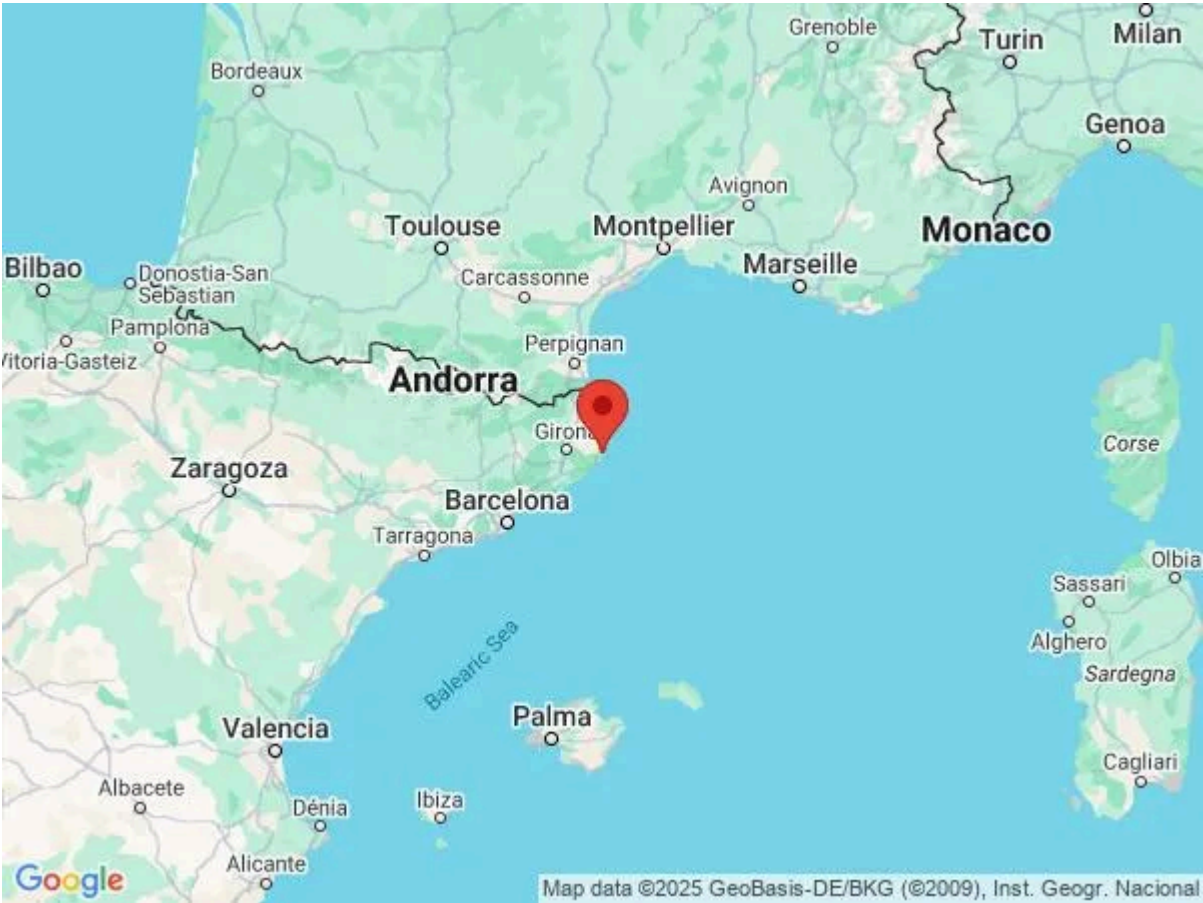 Grenoble
Turin
Milan
Bordeaux
Genoa
Avignon
Toulouse
Montpellier
Monaco
Marseille
Bilbao
Donostia-San
Sebastian
Carcassonne
Pamplona
Perpignan
Vitoria-Gasteiz
Andorra
Girona
Corse
Zaragoza
Barcelona
Tarragona
Olbia
Sassari
Alghero
Balearic Sea
Sardegna
Palma
Valencia
Cagliari
Albacete
Ibiza
Dénia
Alicante
Google
Map data ©2025 GeoBasis-DE/BKG (©2009), Inst. Geogr. Nacional